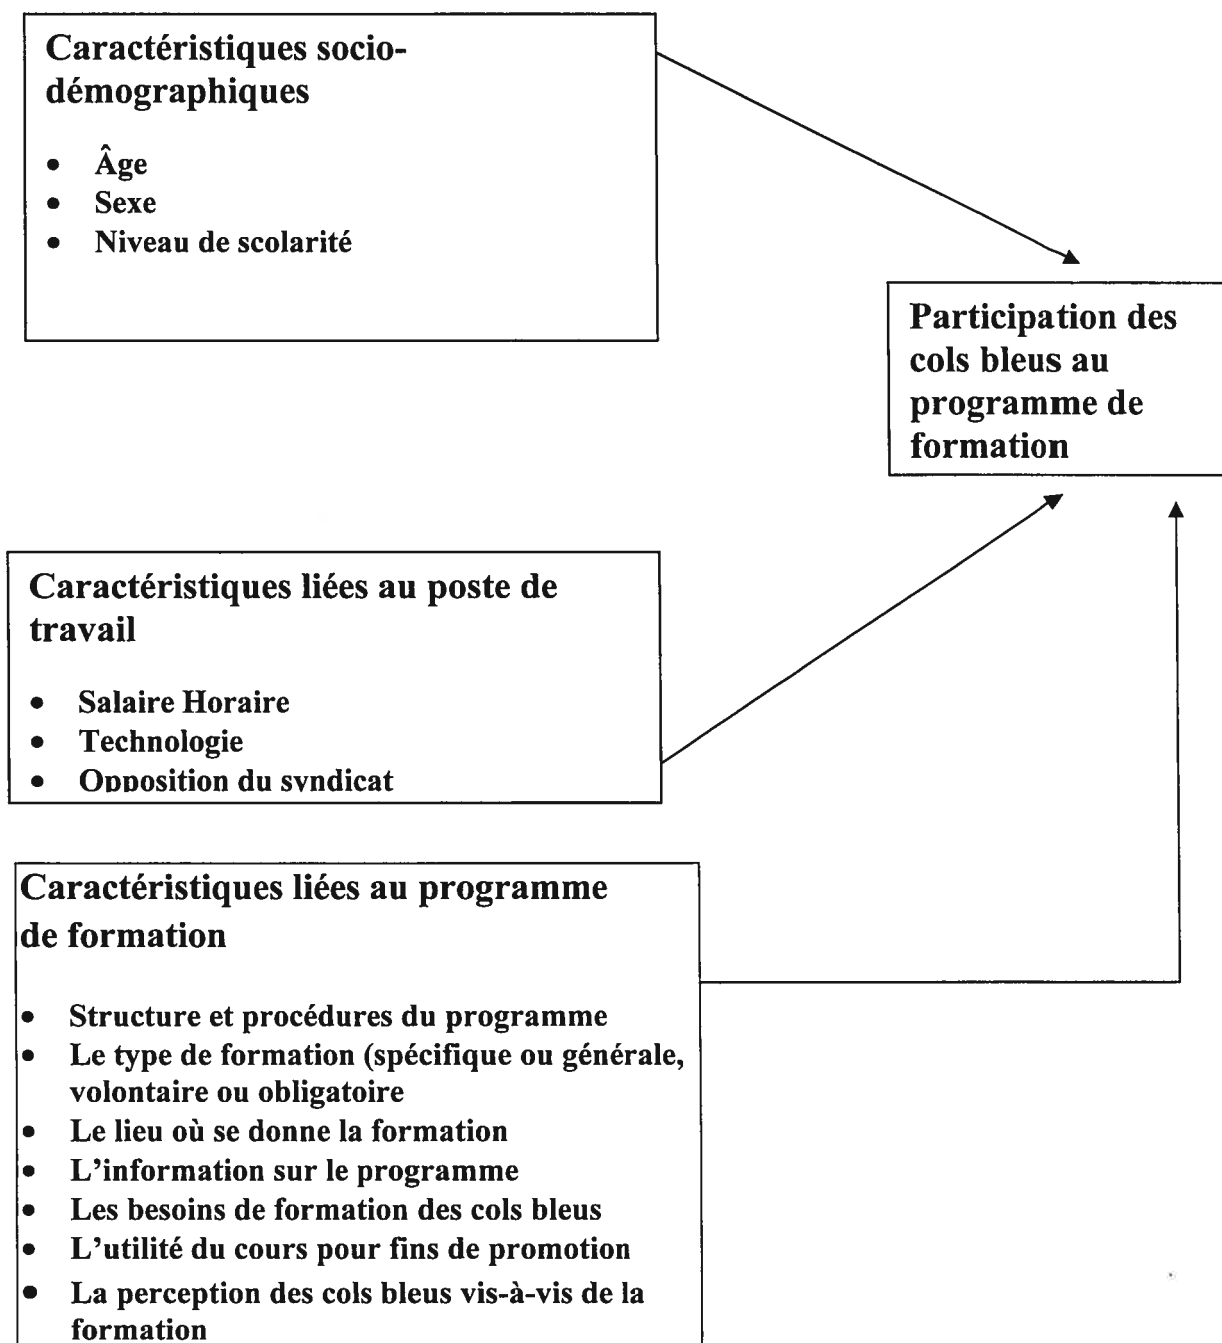 Caractéristiques socio-
démographiques
• Âge
• Sexe
• Niveau de scolarité
Participation des
cols bleus au
programme de
formation
Caractéristiques liées au poste de
travail
• Salaire Horaire
• Technologie
• Opposition du syndicat
Caractéristiques liées au programme
de formation
• Structure et procédures du programme
• Le type de formation (spécifique ou générale,
volontaire ou obligatoire
• Le lieu où se donne la formation
• L'information sur le programme
• Les besoins de formation des cols bleus
• L'utilité du cours pour fins de promotion
• La perception des cols bleus vis-à-vis de la
formation